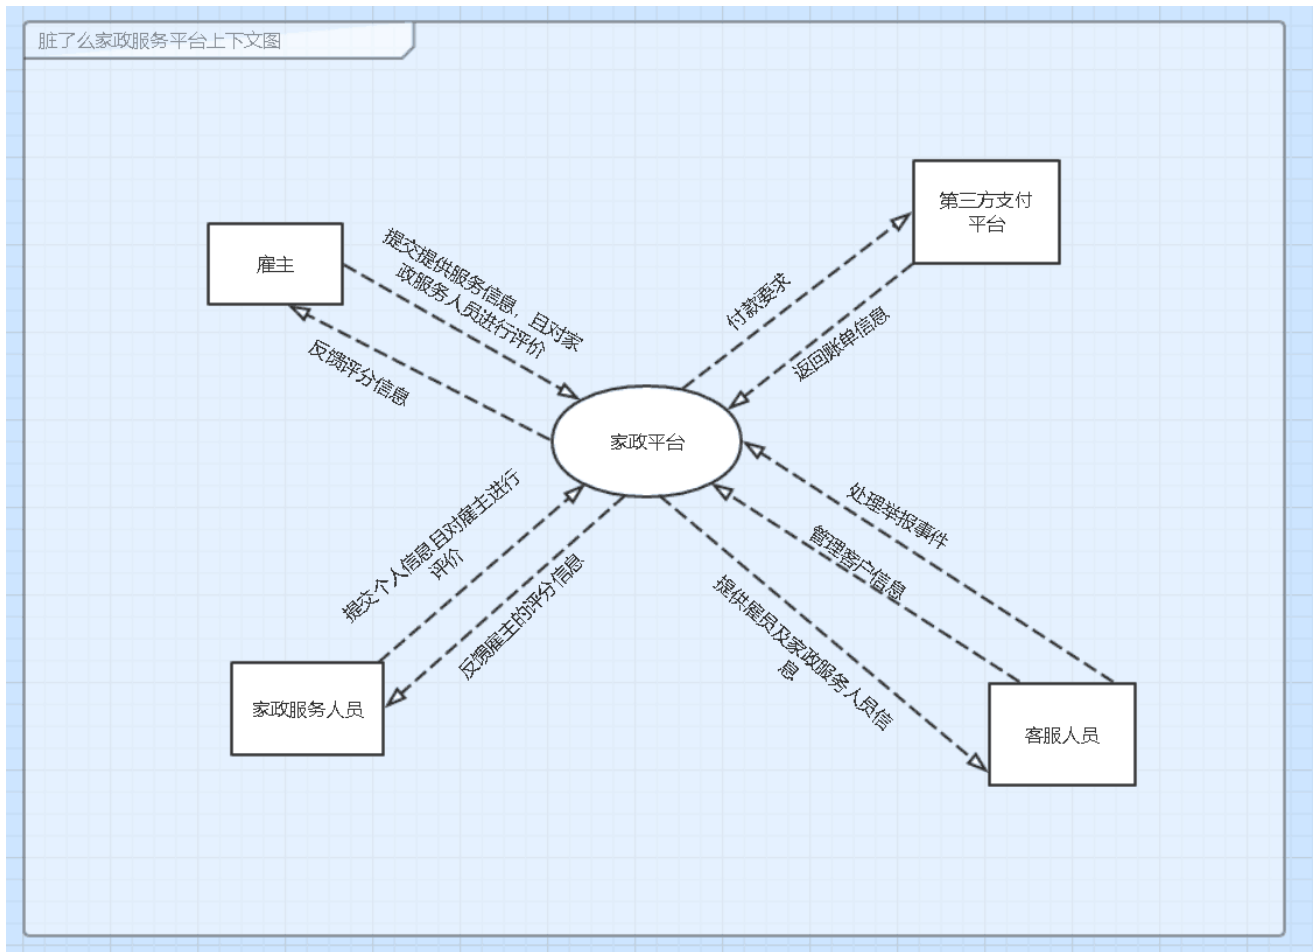 脏了么家政服务平台上下文图
第三方支付
平台
雇主
提交提供服务信息，且对家
政服务人员进行评价
付款要求
返回账单信息
反馈评分信息
家政平台
处理举报事件
管理客户信息
提交个人信息且对雇主进行
评价
反馈雇主的评分信息
提供雇员及家政服务人员信
息
家政服务人员
客服人员